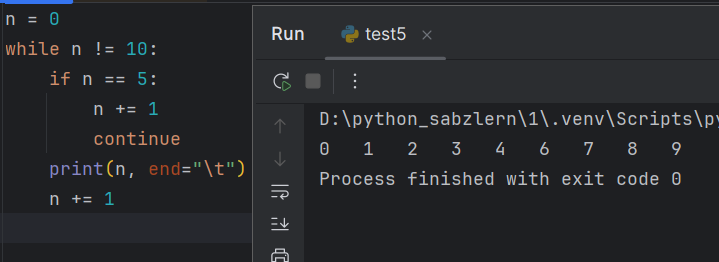 n = 0
while n != 10:
    if n == 5:
        n += 1
        continue
    print(n, end="\t")
    n += 1
Run test5
D:\python_sabzlern\1\.venv\Scripts\py
0 1 2 3 4 6 7 8 9
Process finished with exit code 0